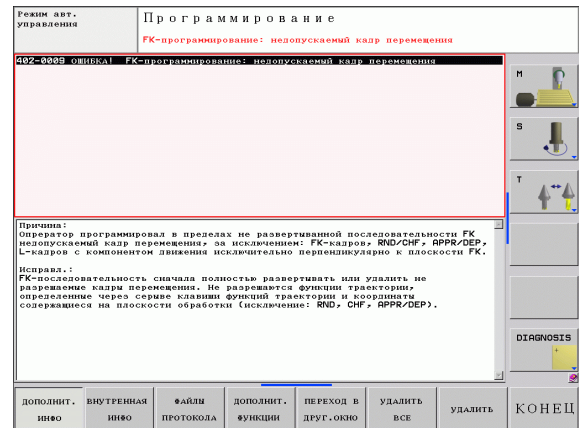 Режим авт.
управления
Программирование
FK-программирование: недопускаемый кадр перемещения
402-0009 ОШИБКА! FK-программирование: недопускаемый кадр перемещения
M
S
T
Причина:
Опрератор программировал в пределах не развертыванной последовательности FK
недопускаемый кадр перемещения, за исключением: FK-кадров, RND/CHF, APPR/DEP,
L-кадров с компонентом движения исключительно перпендикулярно к плоскости FK.
Исправл.:
FK-последовательность сначала полностью развертывать или удалить не
разрешаемые кадры перемещения. Не разрешаются функции траектории,
определенные через серыве клавиши функций траектории и координаты
содержащиеся на плоскости обработки (исключение: RND, CHF, APPR/DEP).
DIAGNOSIS
ДОПОЛНИТ.
ИНФО
ВНУТРЕННАЯ
ИНФО
ФАЙЛЫ
ПРОТОКОЛА
ДОПОЛНИТ.
ФУНКЦИИ
ПЕРЕХОД В
ДРУГ.ОКНО
УДАЛИТЬ
ВСЕ
УДАЛИТЬ
КОНЕЦ